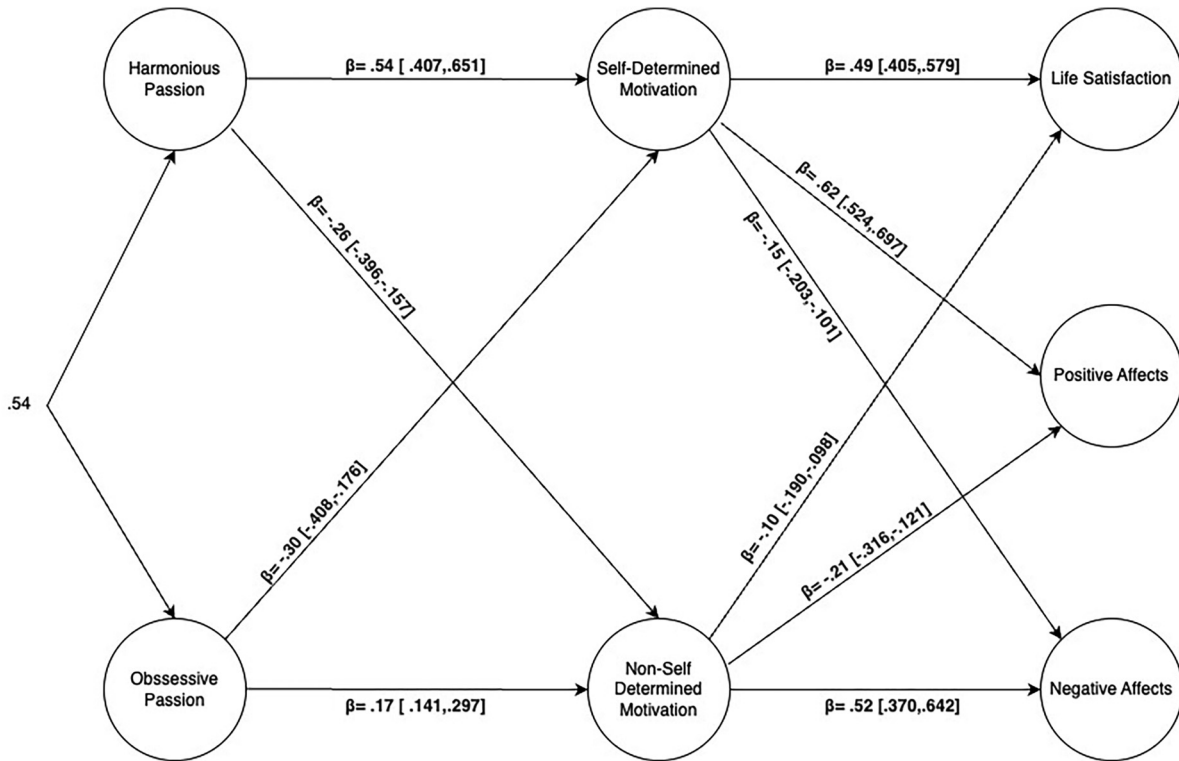 Harmonious
Passion
β= .54 [ .407,.651]
Self-Determined
Motivation
β= .49 [.405,.579]
Life Satisfaction
β= -.26 [-.396,-.157]
β= .62 [.524,.697]
β= -.15 [-.203,-.101]
.54
Positive Affects
β= -.30 [-.408,-.176]
β= -.10 [-.190,-.098]
β= -.21 [-.316,-.121]
Obssessive
Passion
β= .17 [ .141,.297]
Non-Self
Determined
Motivation
β= .52 [.370,.642]
Negative Affects